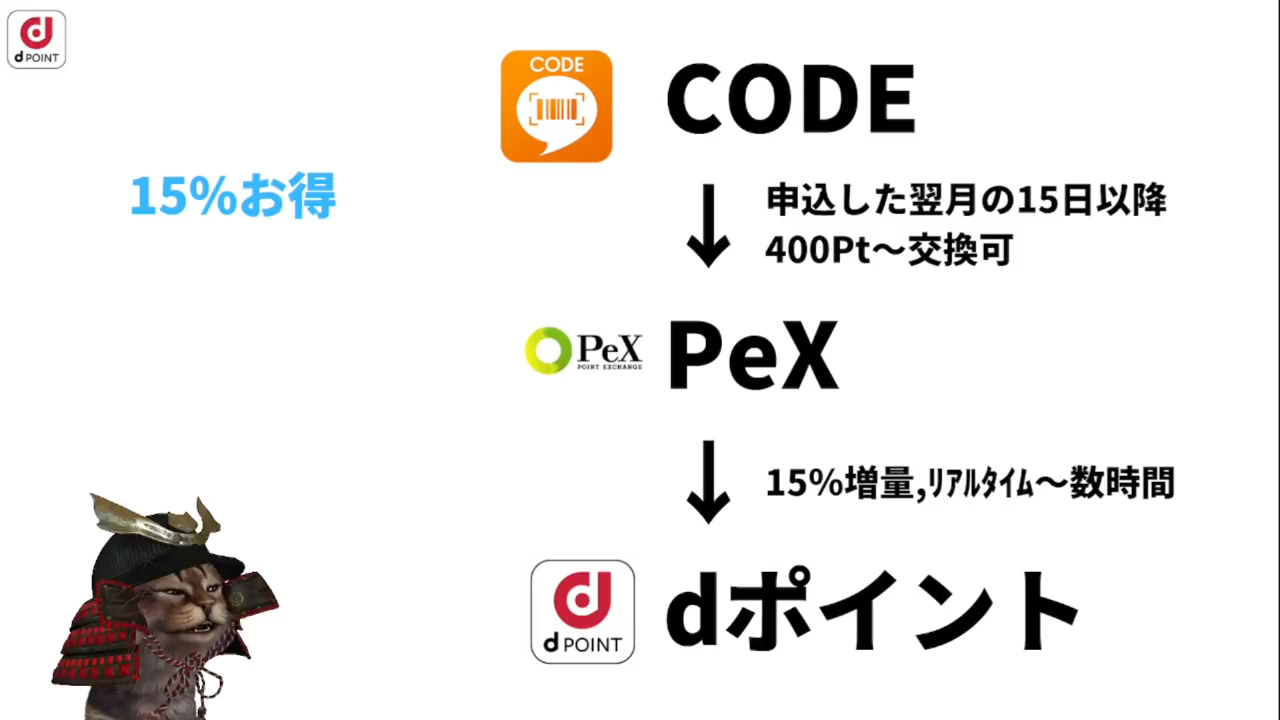 d POINT
CODE
CODE
15%お得
申込した翌月の15日以降
400Pt～交換可
PeX
POINT EXCHANGE
PeX
15%増量,ﾘｱﾙﾀｲﾑ～数時間
d POINT
dポイント